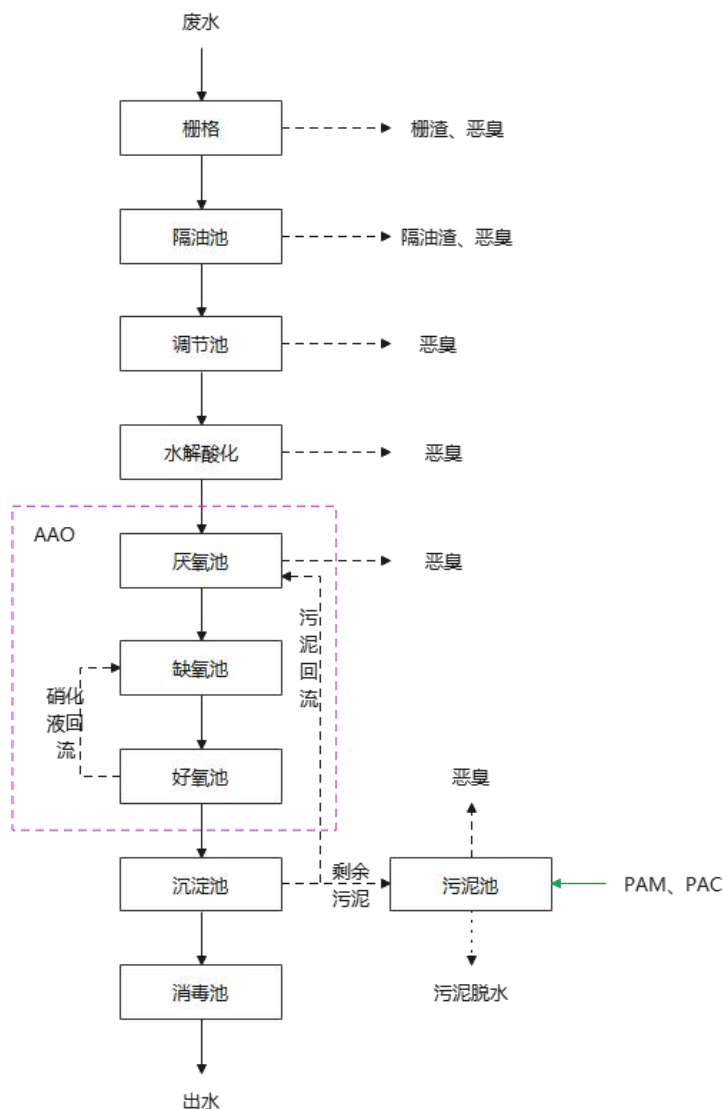 废水
栅格
栅渣、恶臭
隔油池
隔油渣、恶臭
调节池
恶臭
水解酸化
恶臭
AAO
厌氧池
恶臭
污
泥
回
流
缺氧池
硝化
液回
流
好氧池
恶臭
沉淀池
剩余
污泥
污泥池
PAM、PAC
消毒池
污泥脱水
出水